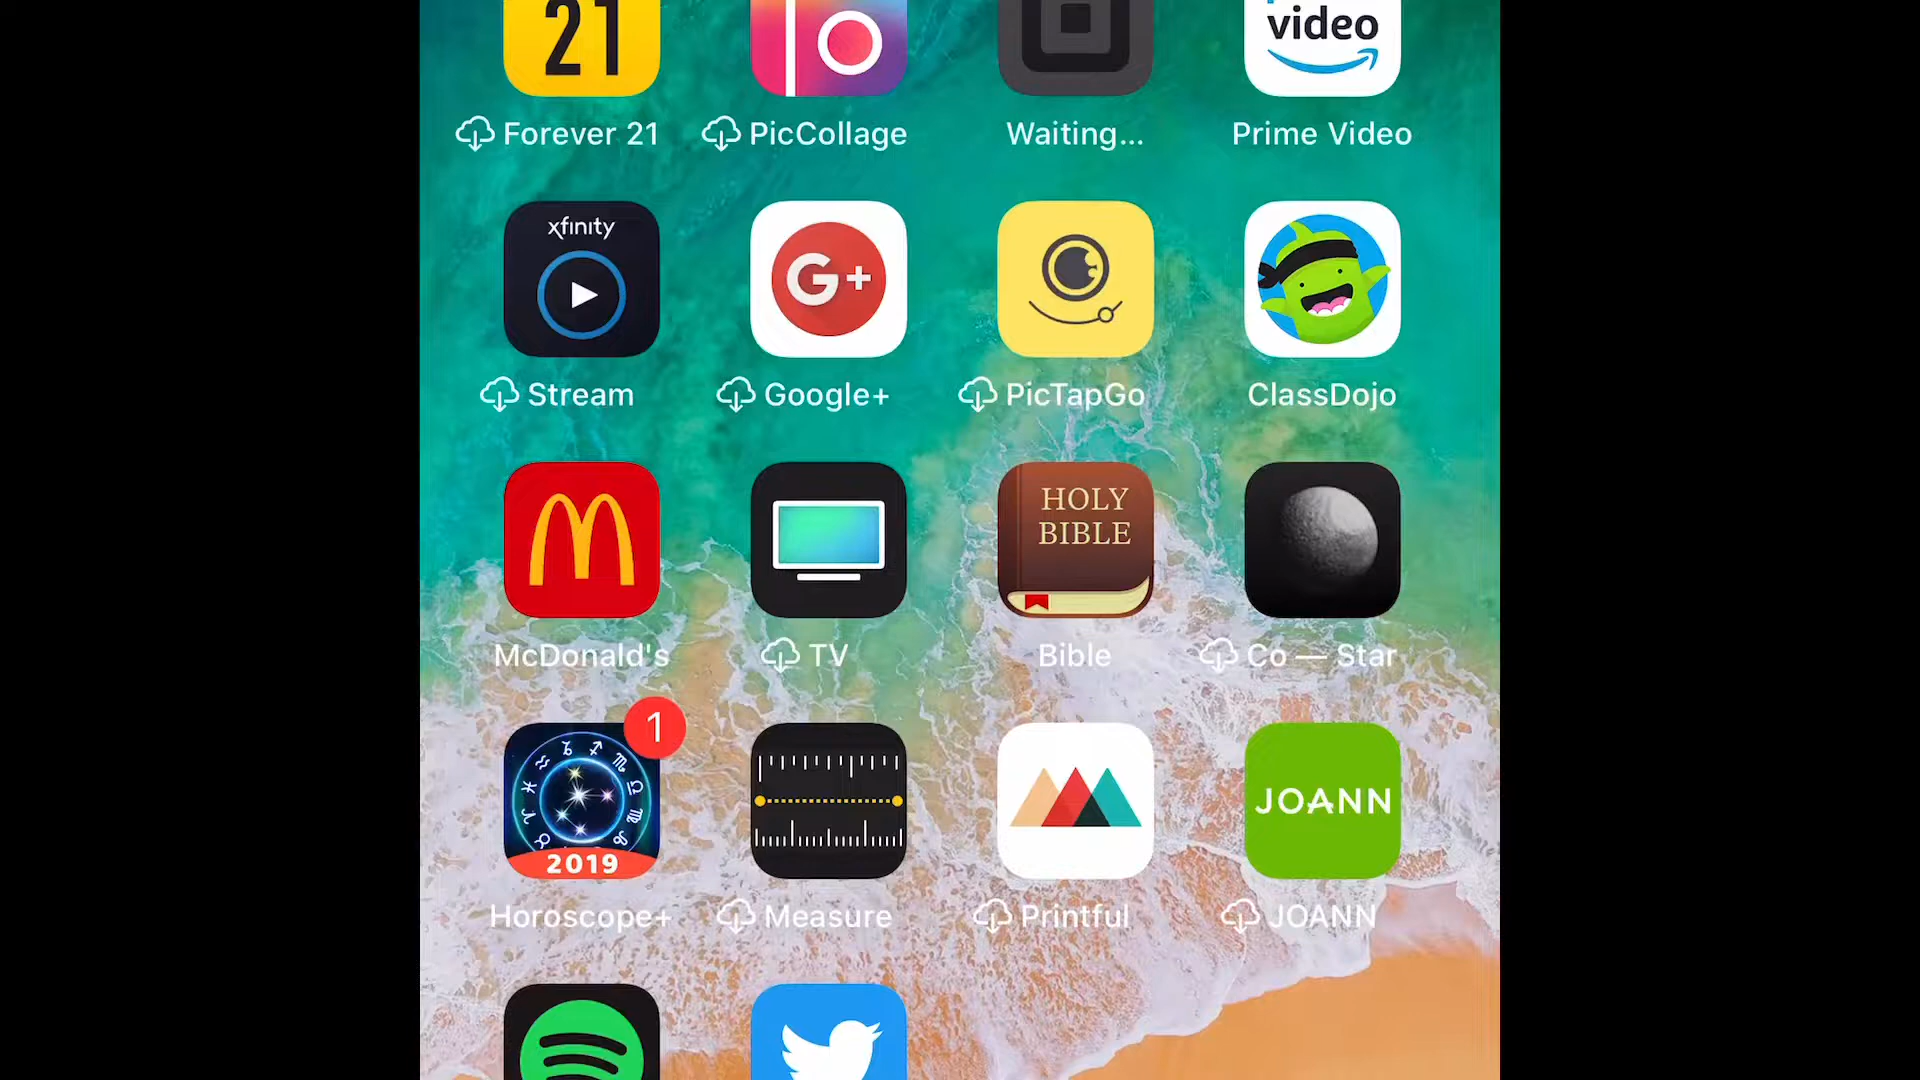 21
video
Forever 21
PicCollage
Waiting...
Prime Video
xfinity
G+
Stream
Google+
PicTapGo
ClassDojo
HOLY
BIBLE
McDonald's
TV
Bible
Co — Star
1
2019
JOANN
Horoscope+
Measure
Printful
JOANN